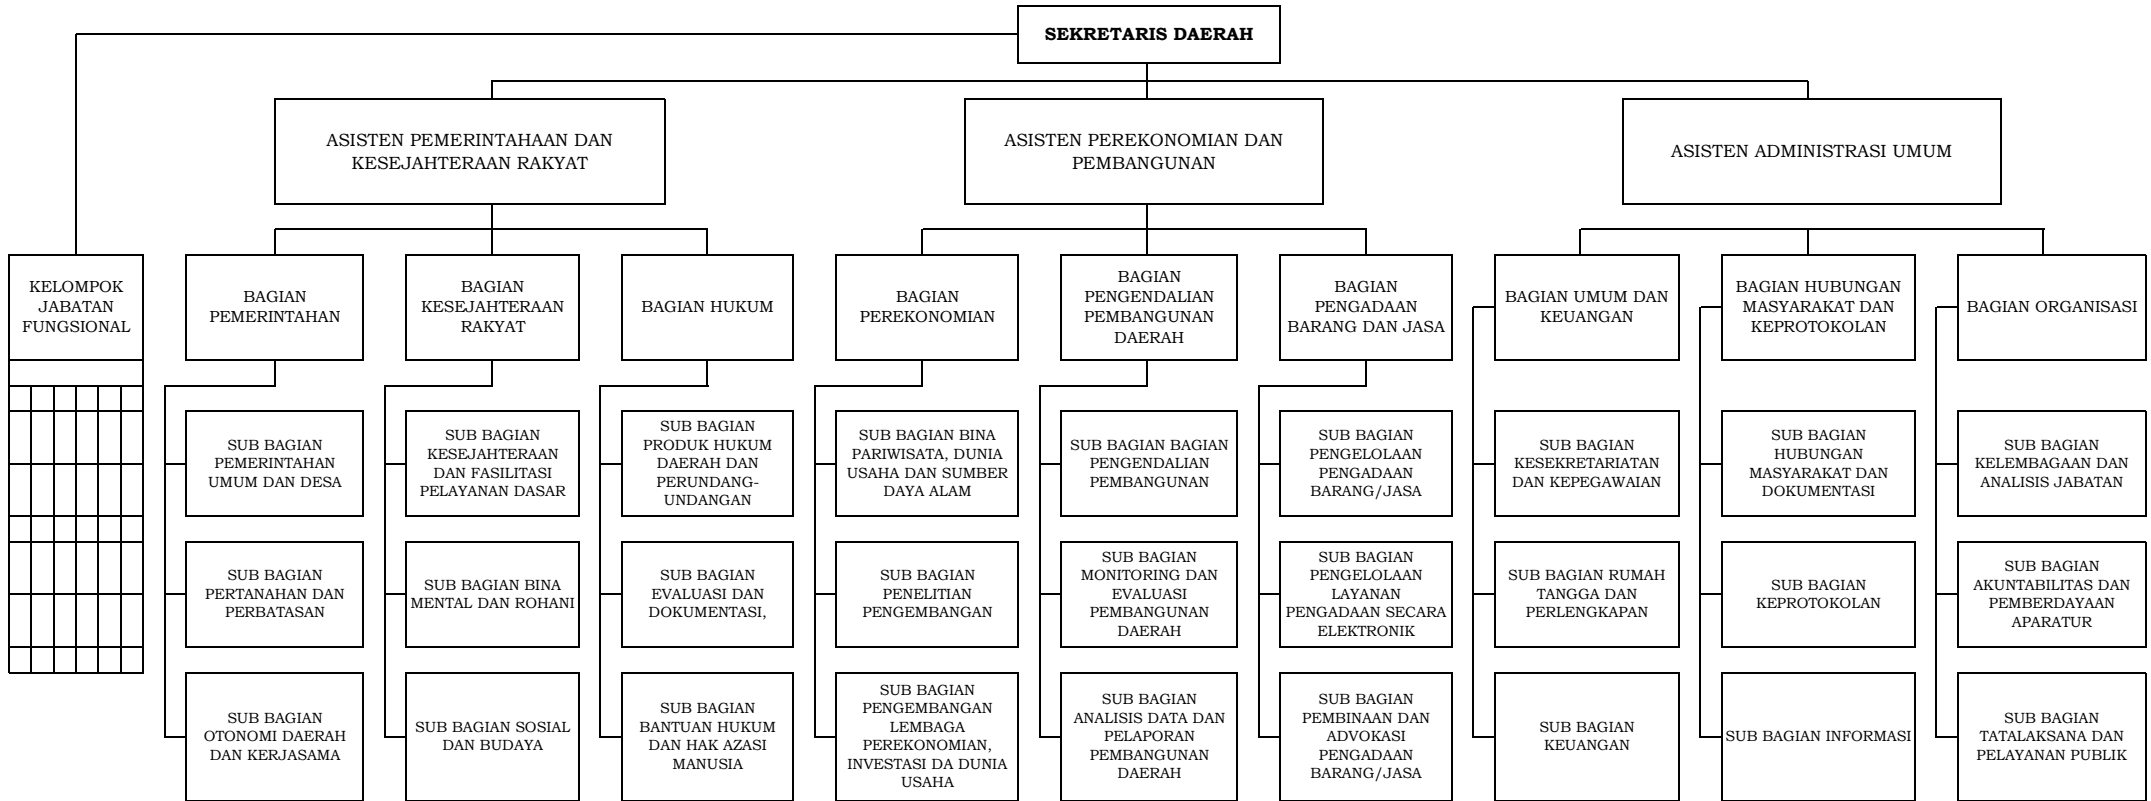 SEKRETARIS DAERAH
ASISTEN PEMERINTAHAAN DAN
KESEJAHTERAAN RAKYAT
ASISTEN PEREKONOMIAN DAN
PEMBANGUNAN
ASISTEN ADMINISTRASI UMUM
KELOMPOK
JABATAN
FUNGSIONAL
BAGIAN
PEMERINTAHAN
BAGIAN
KESEJAHTERAAN
RAKYAT
BAGIAN HUKUM
BAGIAN
PEREKONOMIAN
BAGIAN
PENGENDALIAN
PEMBANGUNAN
DAERAH
BAGIAN
PENGADAAN
BARANG DAN JASA
BAGIAN UMUM DAN
KEUANGAN
BAGIAN HUBUNGAN
MASYARAKAT DAN
KEPROTOKOLAN
BAGIAN ORGANISASI
SUB BAGIAN
PEMERINTAHAN
UMUM DAN DESA
SUB BAGIAN
KESEJAHTERAAN
DAN FASILITASI
PELAYANAN DASAR
SUB BAGIAN
PRODUK HUKUM
DAERAH DAN
PERUNDANG-
UNDANGAN
SUB BAGIAN BINA
PARIWISATA, DUNIA
USAHA DAN SUMBER
DAYA ALAM
SUB BAGIAN BAGIAN
PENGENDALIAN
PEMBANGUNAN
SUB BAGIAN
PENGELOLAAN
PENGADAAN
BARANG/JASA
SUB BAGIAN
KESEKRETARIATAN
DAN KEPEGAWAIAN
SUB BAGIAN
HUBUNGAN
MASYARAKAT DAN
DOKUMENTASI
SUB BAGIAN
KELEMBAGAAN DAN
ANALISIS JABATAN
SUB BAGIAN
PERTANAHAN DAN
PERBATASAN
SUB BAGIAN BINA
MENTAL DAN ROHANI
SUB BAGIAN
EVALUASI DAN
DOKUMENTASI,
SUB BAGIAN
PENELITIAN
PENGEMBANGAN
SUB BAGIAN
MONITORING DAN
EVALUASI
PEMBANGUNAN
DAERAH
SUB BAGIAN
PENGELOLAAN
LAYANAN
PENGADAAN SECARA
ELEKTRONIK
SUB BAGIAN RUMAH
TANGGA DAN
PERLENGKAPAN
SUB BAGIAN
KEPROTOKOLAN
SUB BAGIAN
AKUNTABILITAS DAN
PEMBERDAYAAN
APARATUR
SUB BAGIAN
OTONOMI DAERAH
DAN KERJASAMA
SUB BAGIAN SOSIAL
DAN BUDAYA
SUB BAGIAN
BANTUAN HUKUM
DAN HAK AZASI
MANUSIA
SUB BAGIAN
PENGEMBANGAN
LEMBAGA
PEREKONOMIAN,
INVESTASI DA DUNIA
USAHA
SUB BAGIAN
ANALISIS DATA DAN
PELAPORAN
PEMBANGUNAN
DAERAH
SUB BAGIAN
PEMBINAAN DAN
ADVOKASI
PENGADAAN
BARANG/JASA
SUB BAGIAN
KEUANGAN
SUB BAGIAN INFORMASI
SUB BAGIAN
TATALAKSANA DAN
PELAYANAN PUBLIK